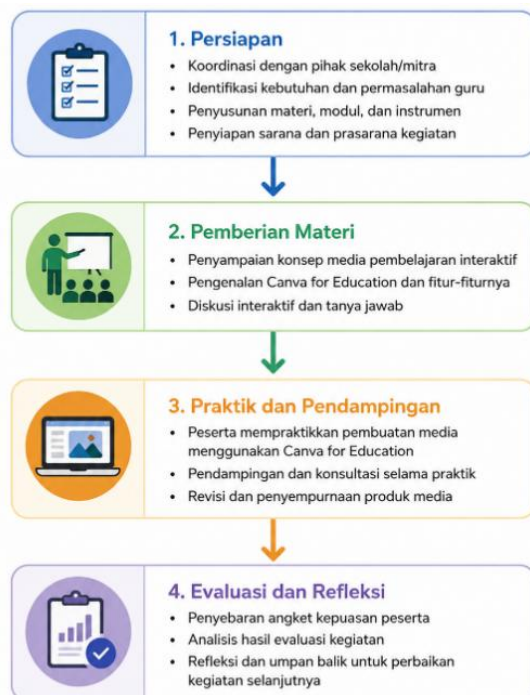 1. Persiapan
• Koordinasi dengan pihak sekolah/mitra
• Identifikasi kebutuhan dan permasalahan guru
• Penyusunan materi, modul, dan instrumen
• Penyiapan sarana dan prasarana kegiatan
2. Pemberian Materi
• Penyampaian konsep media pembelajaran interaktif
• Pengenalan Canva for Education dan fitur-fiturnya
• Diskusi interaktif dan tanya jawab
3. Praktik dan Pendampingan
• Peserta mempraktikkan pembuatan media
menggunakan Canva for Education
• Pendampingan dan konsultasi selama praktik
• Revisi dan penyempurnaan produk media
4. Evaluasi dan Refleksi
• Penyebaran angket kepuasan peserta
• Analisis hasil evaluasi kegiatan
• Refleksi dan umpan balik untuk perbaikan
kegiatan selanjutnya